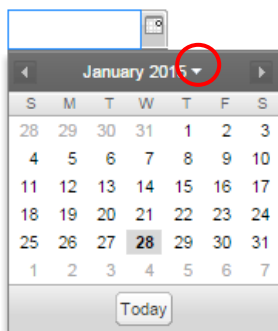 January 2015
S M T W T F S
28 29 30 31 1 2 3
4 5 6 7 8 9 10
11 12 13 14 15 16 17
18 19 20 21 22 23 24
25 26 27 28 29 30 31
1 2 3 4 5 6 7
Today